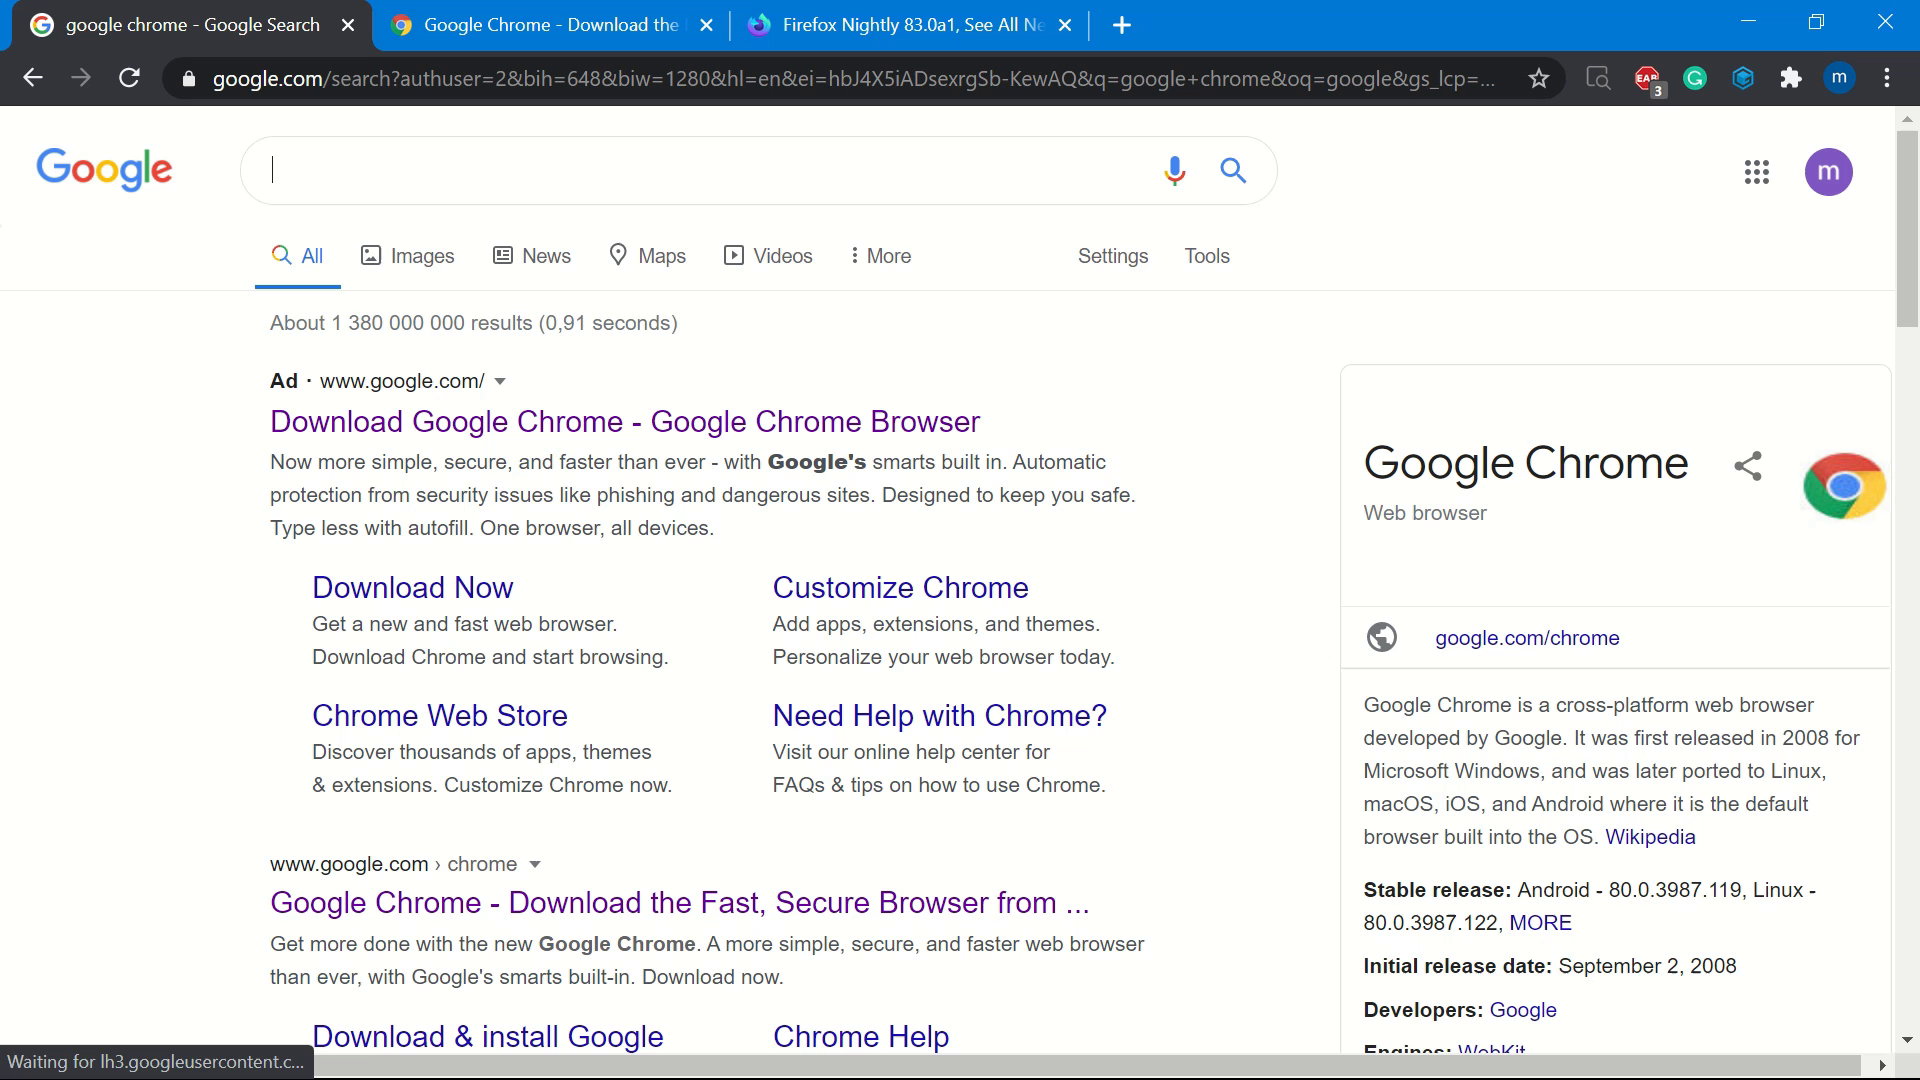 google chrome - Google Search
Google Chrome - Download the
Firefox Nightly 83.0a1, See All Ne
google.com/search?authuser=2&bih=648&biw=1280&hl=en&ei=hbJ4X5iADsexrgSb-KewAQ&q=google+chrome&oq=google&gs_lcp=...
EAB
3
m
Google
m
All
Images
News
Maps
Videos
More
Settings
Tools
About 1 380 000 000 results (0,91 seconds)
Ad · www.google.com/
Download Google Chrome - Google Chrome Browser
Now more simple, secure, and faster than ever - with Google's smarts built in. Automatic
protection from security issues like phishing and dangerous sites. Designed to keep you safe.
Type less with autofill. One browser, all devices.
Download Now
Get a new and fast web browser.
Download Chrome and start browsing.
Customize Chrome
Add apps, extensions, and themes.
Personalize your web browser today.
Chrome Web Store
Discover thousands of apps, themes
& extensions. Customize Chrome now.
Need Help with Chrome?
Visit our online help center for
FAQs & tips on how to use Chrome.
www.google.com › chrome
Google Chrome - Download the Fast, Secure Browser from ...
Get more done with the new Google Chrome. A more simple, secure, and faster web browser
than ever, with Google's smarts built-in. Download now.
Download & install Google
Chrome Help
Google Chrome
Web browser
google.com/chrome
Google Chrome is a cross-platform web browser
developed by Google. It was first released in 2008 for
Microsoft Windows, and was later ported to Linux,
macOS, iOS, and Android where it is the default
browser built into the OS. Wikipedia
Stable release: Android - 80.0.3987.119, Linux -
80.0.3987.122, MORE
Initial release date: September 2, 2008
Developers: Google
Engines: WebKit
Waiting for lh3.googleusercontent.c...